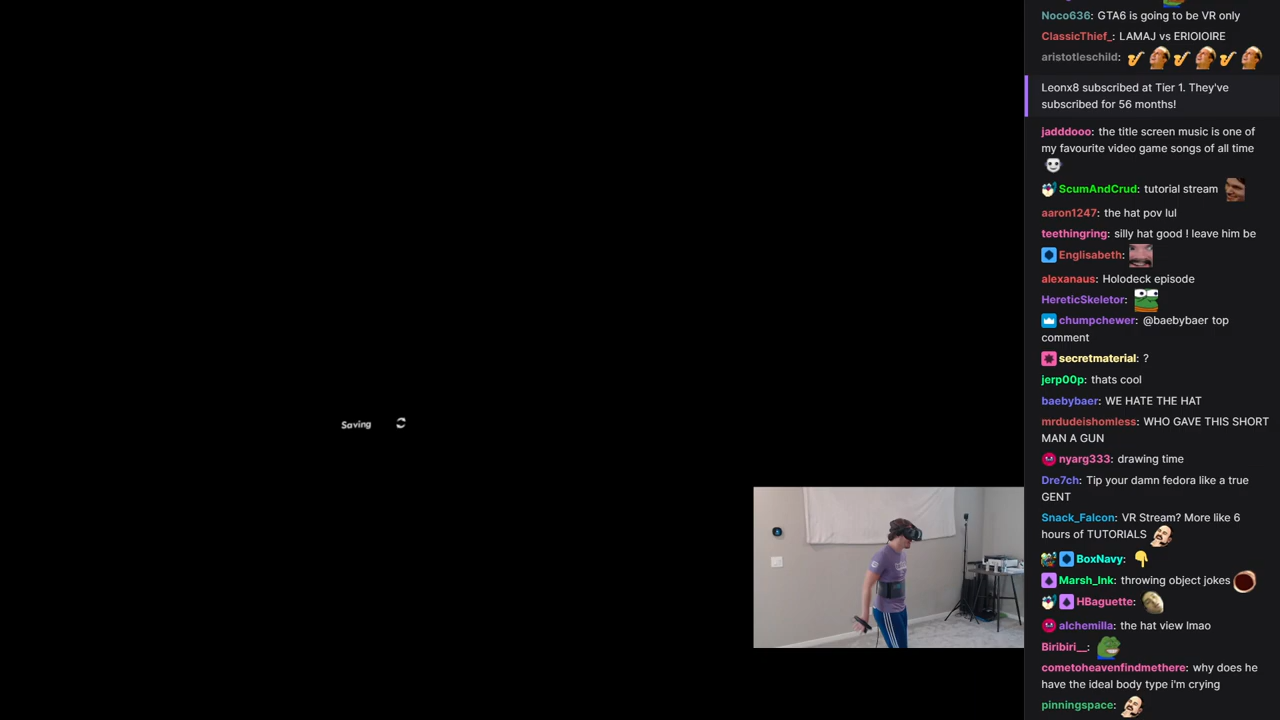 Noco636: GTA6 is going to be VR only
ClassicThief_: LAMAJ vs ERIOIOIRE
aristotleschild:
Leonx8 subscribed at Tier 1. They've
subscribed for 56 months!
jadddooo: the title screen music is one of
my favourite video game songs of all time
ScumAndCrud: tutorial stream
aaron1247: the hat pov lul
teethingring: silly hat good ! leave him be
Englisabeth:
alexanaus: Holodeck episode
HereticSkeletor:
chumpchewer: @baebybaer top
comment
secretmaterial: ?
jerp00p: thats cool
baebybaer: WE HATE THE HAT
mrdudeishomless: WHO GAVE THIS SHORT
MAN A GUN
nyarg333: drawing time
Dre7ch: Tip your damn fedora like a true
GENT
Snack_Falcon: VR Stream? More like 6
hours of TUTORIALS
BoxNavy:
Marsh_Ink: throwing object jokes
HBaguette:
alchemilla: the hat view lmao
Biribiri__:
cometoheavenfindmethere: why does he
have the ideal body type i'm crying
pinningspace:
Saving